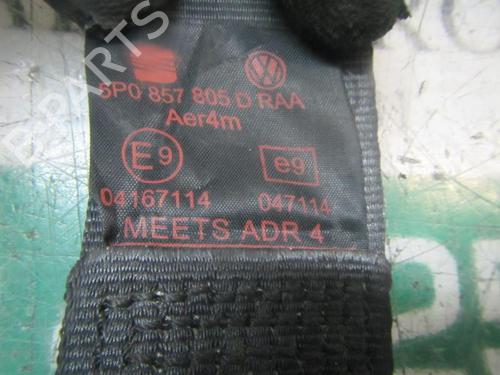 5P0 857 805 D RAA
Aer4m
E9 e9
04167114 047114
MEETS ADR 4